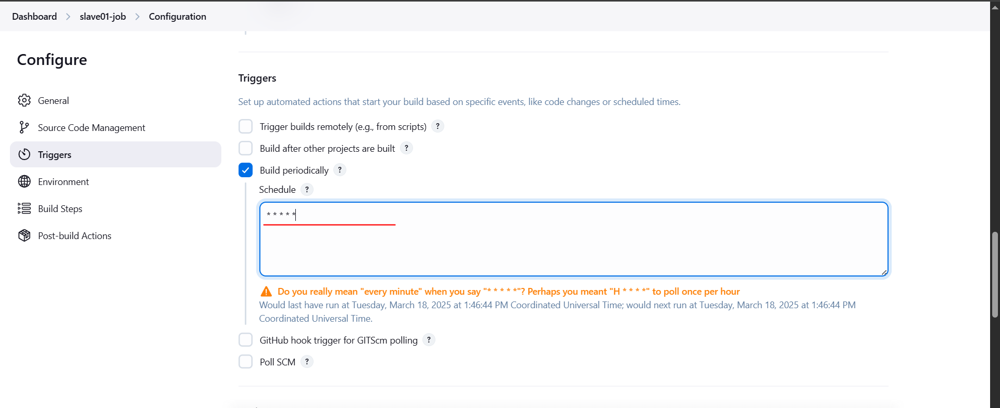 Dashboard > slave01-job > Configuration
Configure
General
Source Code Management
Triggers
Environment
Build Steps
Post-build Actions
Triggers
Set up automated actions that start your build based on specific events, like code changes or scheduled times.
Trigger builds remotely (e.g., from scripts) ?
Build after other projects are built ?
Build periodically ?
Schedule ?
* * * * *
Do you really mean "every minute" when you say "* * * * *"? Perhaps you meant "H * * * *" to poll once per hour
Would last have run at Tuesday, March 18, 2025 at 1:46:44 PM Coordinated Universal Time; would next run at Tuesday, March 18, 2025 at 1:46:44 PM
Coordinated Universal Time.
GitHub hook trigger for GITScm polling ?
Poll SCM ?